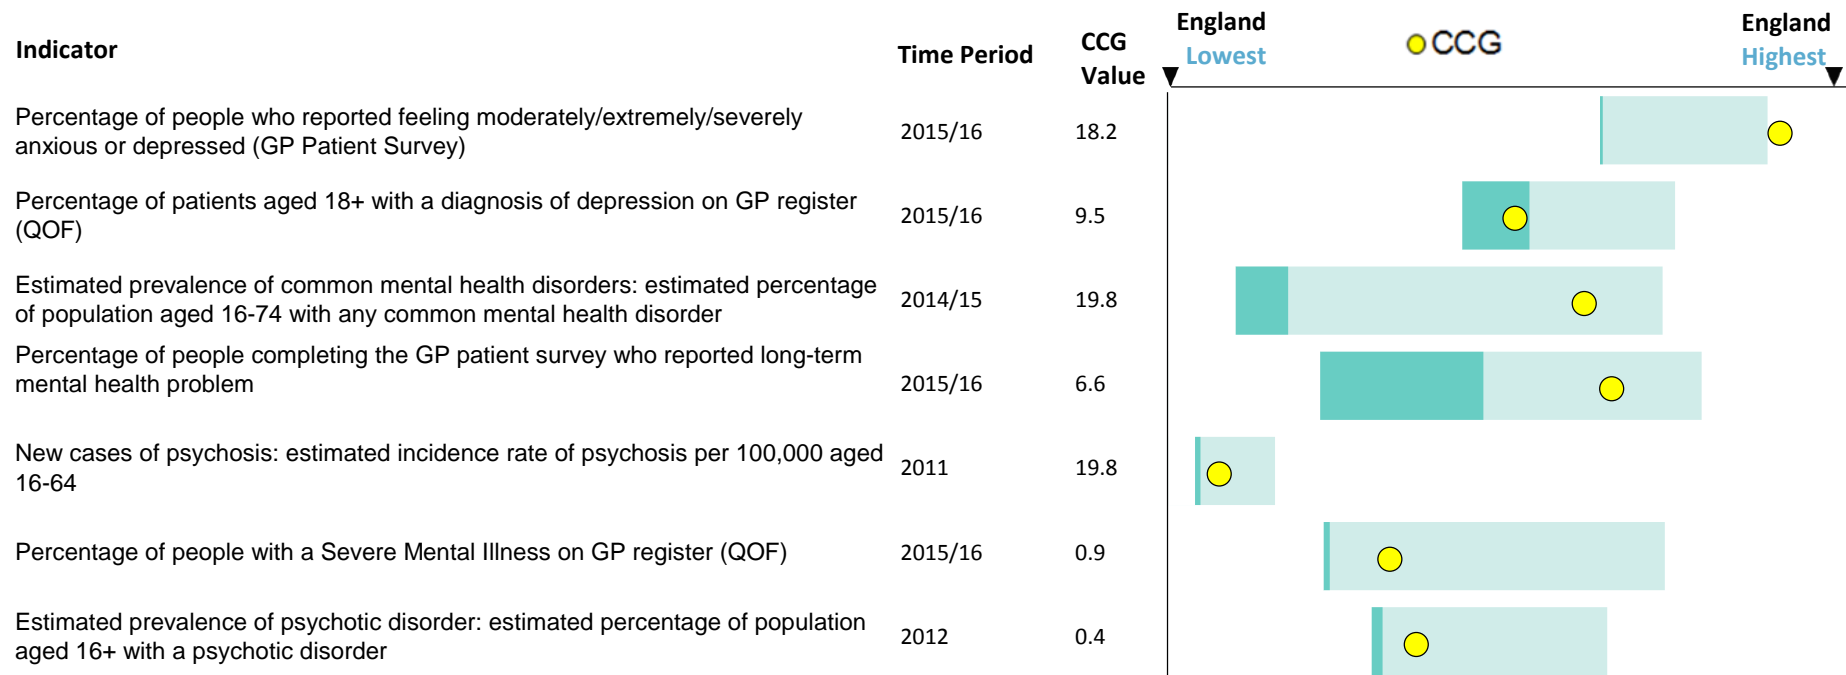 Indicator
Time Period
CCG
Value
England
Lowest
CCG
England
Highest
Percentage of people who reported feeling moderately/extremely/severely
anxious or depressed (GP Patient Survey)
2015/16
18.2
Percentage of patients aged 18+ with a diagnosis of depression on GP register
(QOF)
2015/16
9.5
Estimated prevalence of common mental health disorders: estimated percentage
of population aged 16-74 with any common mental health disorder
2014/15
19.8
Percentage of people completing the GP patient survey who reported long-term
mental health problem
2015/16
6.6
New cases of psychosis: estimated incidence rate of psychosis per 100,000 aged
16-64
2011
19.8
Percentage of people with a Severe Mental Illness on GP register (QOF)
2015/16
0.9
Estimated prevalence of psychotic disorder: estimated percentage of population
aged 16+ with a psychotic disorder
2012
0.4